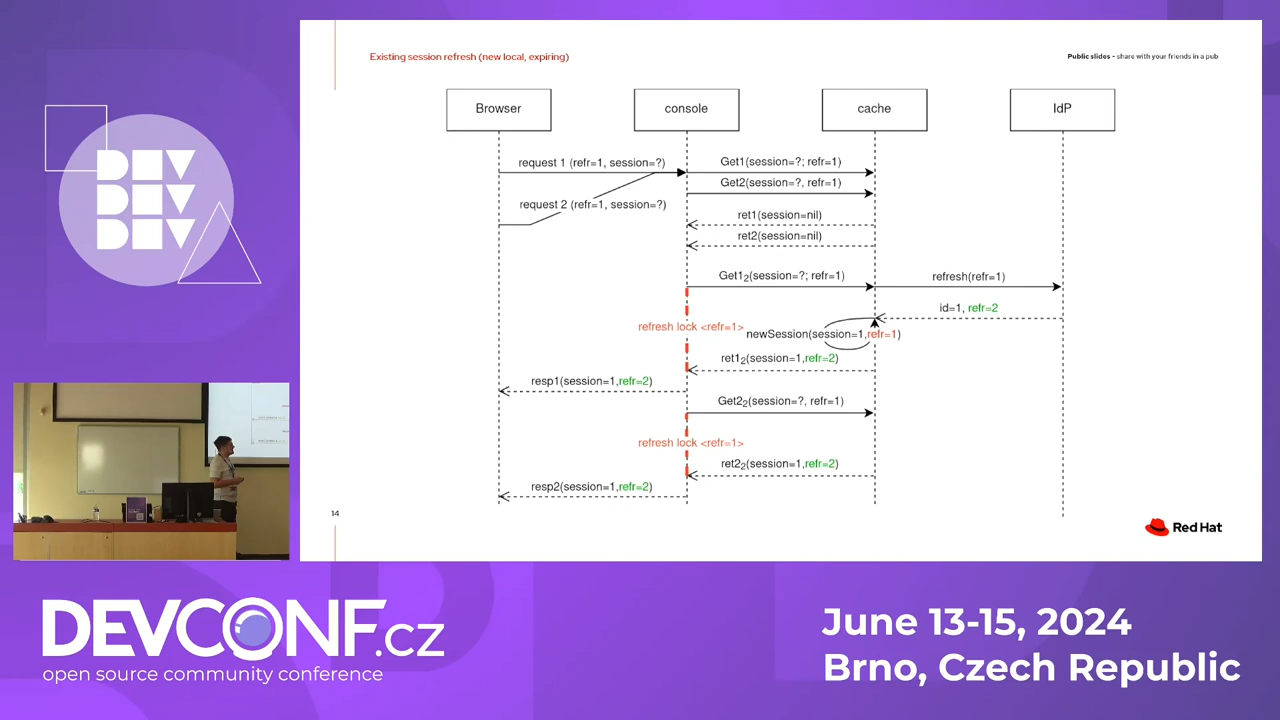 Existing session refresh (new local, expiring)
Public slides - share with your friends in a pub
Browser
console
cache
IdP
request 1 (refr=1, session=?)
Get1(session=?; refr=1)
Get2(session=?, refr=1)
request 2 (refr=1, session=?)
ret1(session=nil)
ret2(session=nil)
Get1₂(session=?; refr=1)
refresh(refr=1)
id=1, refr=2
refresh lock <refr=1>
newSession(session=1,refr=1)
ret1₂(session=1,refr=2)
resp1(session=1,refr=2)
Get2₂(session=?, refr=1)
refresh lock <refr=1>
ret2₂(session=1,refr=2)
resp2(session=1,refr=2)
14
Red Hat
DEV
DEV
DEV
DEVCONF.cz
open source community conference
June 13-15, 2024
Brno, Czech Republic